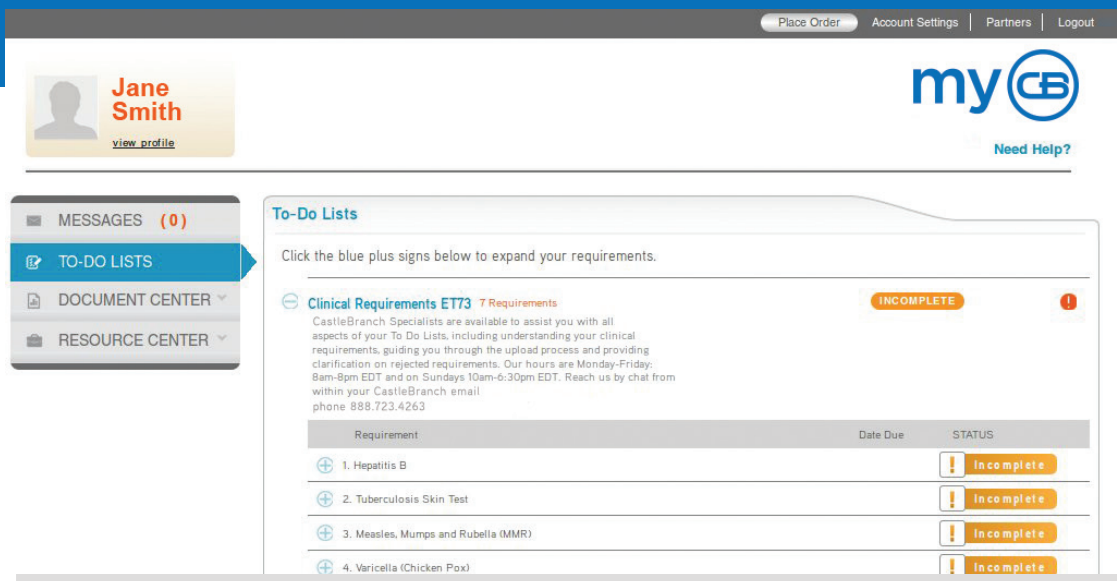 Place Order Account Settings Partners Logout
Jane
Smith
view profile
my CB
Need Help?
MESSAGES (0)
TO-DO LISTS
DOCUMENT CENTER
RESOURCE CENTER
To-Do Lists
Click the blue plus signs below to expand your requirements.
Clinical Requirements ET73 7 Requirements INCOMPLETE
CastleBranch Specialists are available to assist you with all
aspects of your To Do Lists, including understanding your clinical
requirements, guiding you through the upload process and providing
clarification on rejected requirements. Our hours are Monday-Friday:
8am-8pm EDT and on Sundays 10am-6:30pm EDT. Reach us by chat from
within your CastleBranch email
phone 888.723.4263
Requirement Date Due STATUS
1. Hepatitis B ! Incomplete
2. Tuberculosis Skin Test ! Incomplete
3. Measles, Mumps and Rubella (MMR) ! Incomplete
4. Varicella (Chicken Pox) ! Incomplete